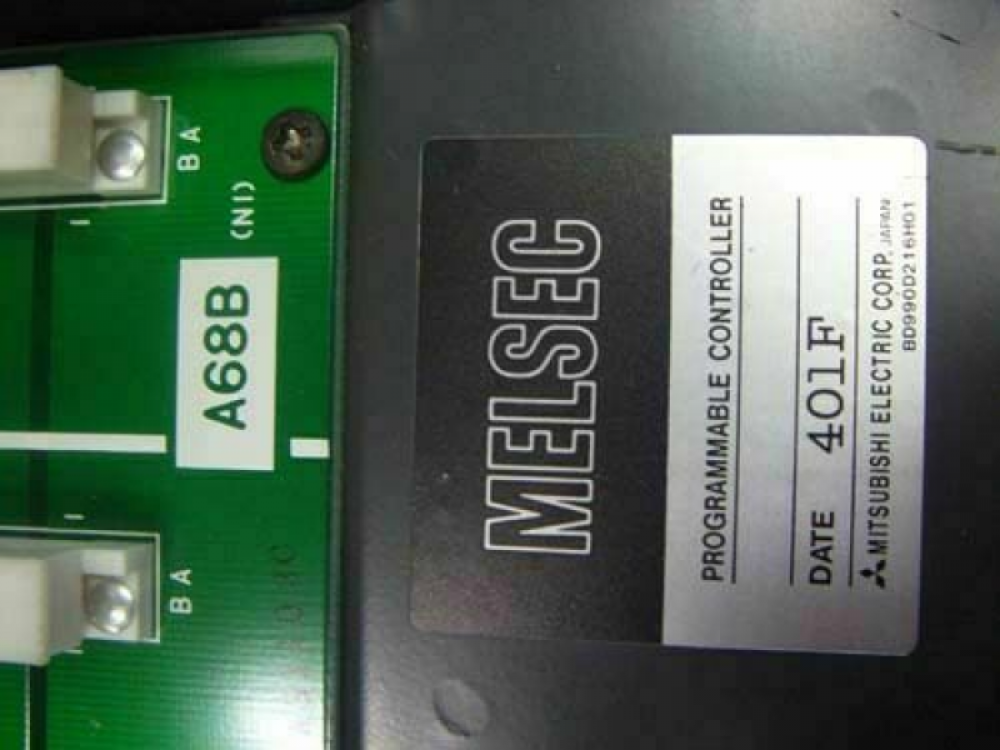 B A
(NI)
A68B
B A
MELSEC
PROGRAMMABLE CONTROLLER
DATE 401F
MITSUBISHI ELECTRIC CORP. JAPAN
BD990D216H01